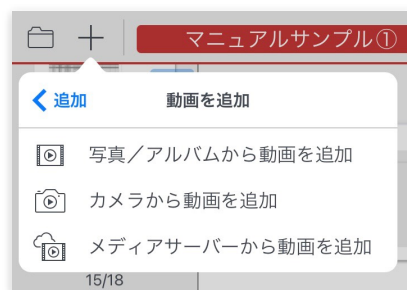 マニュアルサンプル①
追加
動画を追加
写真／アルバムから動画を追加
カメラから動画を追加
メディアサーバーから動画を追加
15/18